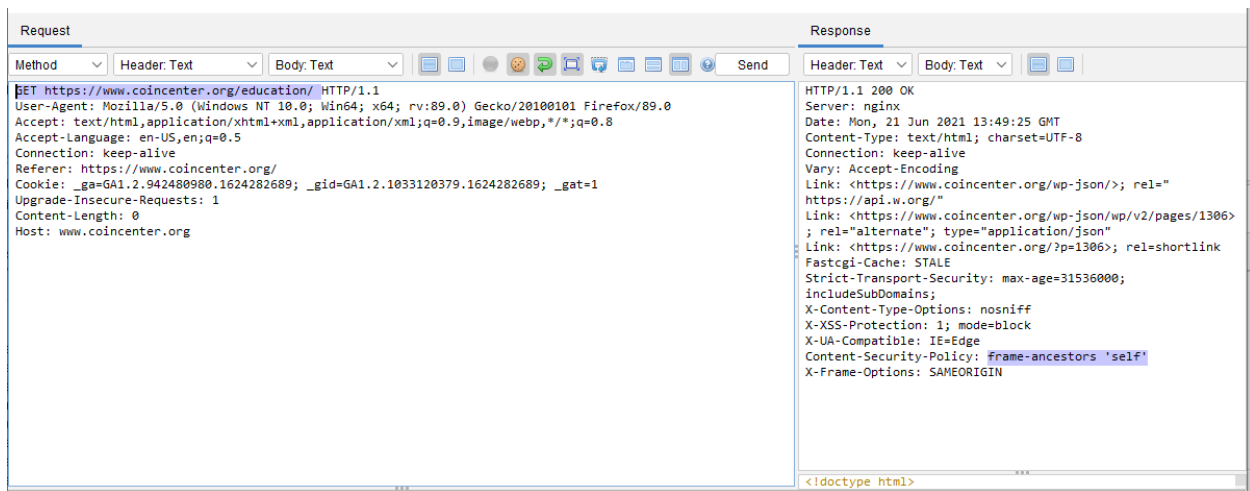 Request
Method Header: Text Body: Text Send
GET https://www.coincenter.org/education/ HTTP/1.1
User-Agent: Mozilla/5.0 (Windows NT 10.0; Win64; x64; rv:89.0) Gecko/20100101 Firefox/89.0
Accept: text/html,application/xhtml+xml,application/xml;q=0.9,image/webp,*/*;q=0.8
Accept-Language: en-US,en;q=0.5
Connection: keep-alive
Referer: https://www.coincenter.org/
Cookie: _ga=GA1.2.942480980.1624282689; _gid=GA1.2.1033120379.1624282689; _gat=1
Upgrade-Insecure-Requests: 1
Content-Length: 0
Host: www.coincenter.org
Response
Header: Text Body: Text
HTTP/1.1 200 OK
Server: nginx
Date: Mon, 21 Jun 2021 13:49:25 GMT
Content-Type: text/html; charset=UTF-8
Connection: keep-alive
Vary: Accept-Encoding
Link: <https://www.coincenter.org/wp-json/>; rel="
https://api.w.org/"
Link: <https://www.coincenter.org/wp-json/wp/v2/pages/1306>
; rel="alternate"; type="application/json"
Link: <https://www.coincenter.org/?p=1306>; rel=shortlink
Fastcgi-Cache: STALE
Strict-Transport-Security: max-age=31536000;
includeSubDomains;
X-Content-Type-Options: nosniff
X-XSS-Protection: 1; mode=block
X-UA-Compatible: IE=Edge
Content-Security-Policy: frame-ancestors 'self'
X-Frame-Options: SAMEORIGIN
<!doctype html>